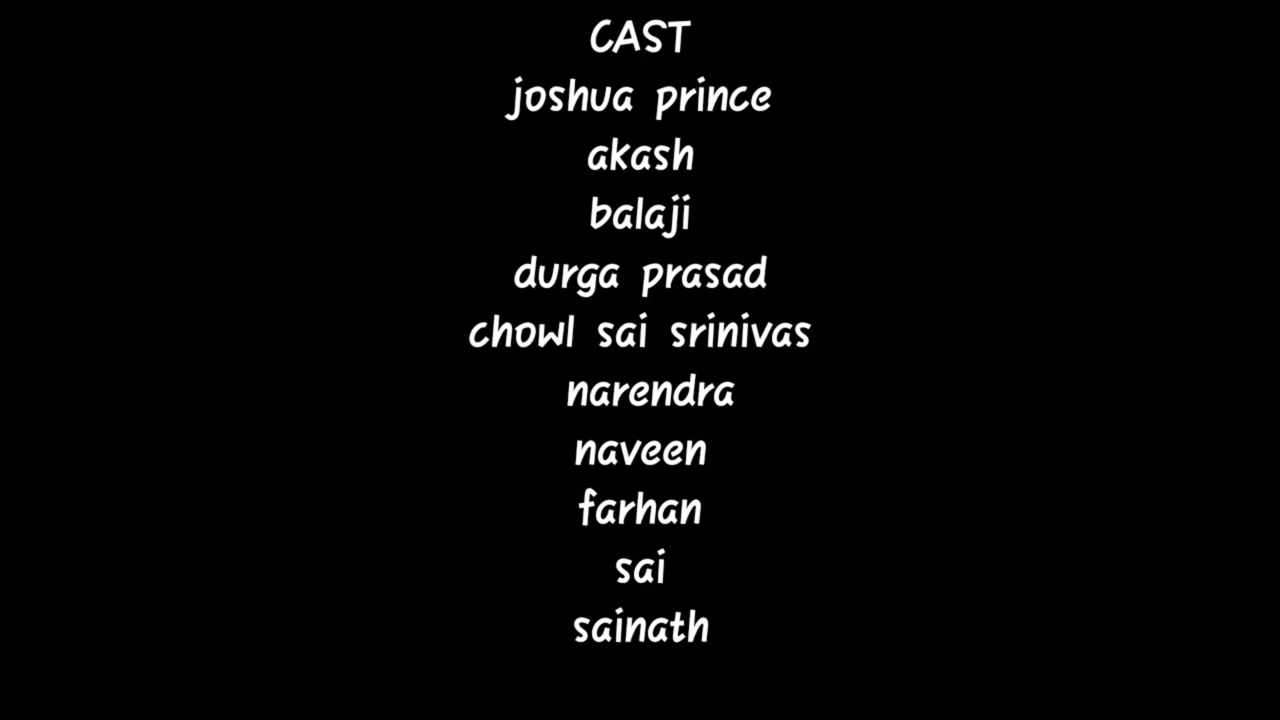 CAST
joshua prince
akash
balaji
durga prasad
chowl sai srinivas
narendra
naveen
farhan
sai
sainath